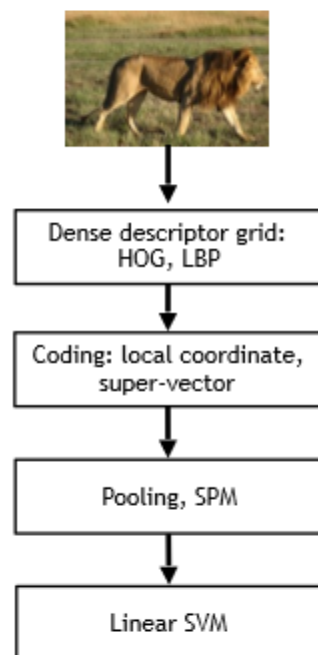 Dense descriptor grid:
HOG, LBP
Coding: local coordinate,
super-vector
Pooling, SPM
Linear SVM